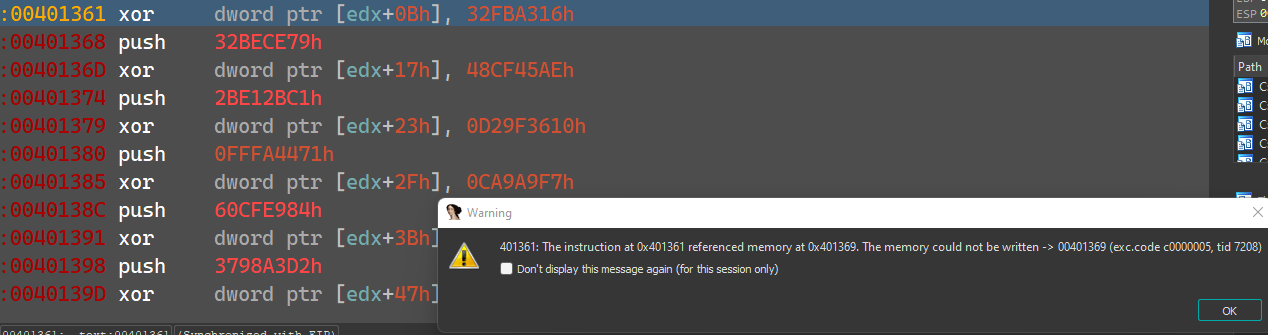 :00401361 xor dword ptr [edx+0Bh], 32FBA316h
:00401368 push 32BECE79h
:0040136D xor dword ptr [edx+17h], 48CF45AEh
:00401374 push 2BE12BC1h
:00401379 xor dword ptr [edx+23h], 0D29F3610h
:00401380 push 0FFFA4471h
:00401385 xor dword ptr [edx+2Fh], 0CA9A9F7h
:0040138C push 60CFE984h
:00401391 xor dword ptr [edx+3Bh]
:00401398 push 3798A3D2h
:0040139D xor dword ptr [edx+47h]
ESP 0
Mo
Path
Warning
401361: The instruction at 0x401361 referenced memory at 0x401369. The memory could not be written -> 00401369 (exc.code c0000005, tid 7208)
Don't display this message again (for this session only)
OK